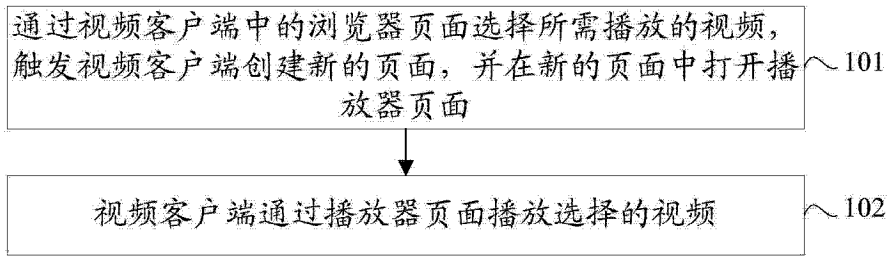 通过视频客户端中的浏览器页面选择所需播放的视频，
触发视频客户端创建新的页面，并在新的页面中打开播
放器页面
101
视频客户端通过播放器页面播放选择的视频
102